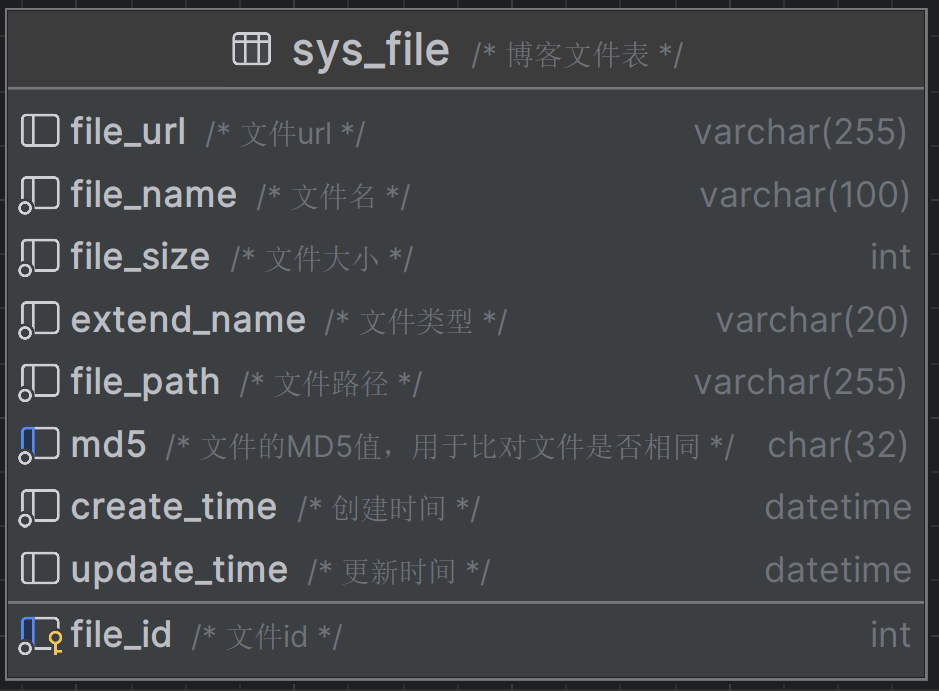 sys_file /* 博客文件表 */
file_url /* 文件url */ varchar(255)
file_name /* 文件名 */ varchar(100)
file_size /* 文件大小 */ int
extend_name /* 文件类型 */ varchar(20)
file_path /* 文件路径 */ varchar(255)
md5 /* 文件的MD5值，用于比对文件是否相同 */ char(32)
create_time /* 创建时间 */ datetime
update_time /* 更新时间 */ datetime
file_id /* 文件id */ int